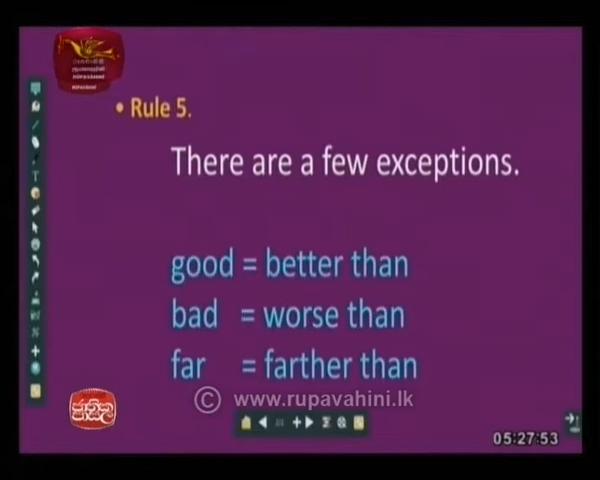 • Rule 5.
There are a few exceptions.
good = better than
bad = worse than
far = farther than
© www.rupavahini.lk
05:27:53